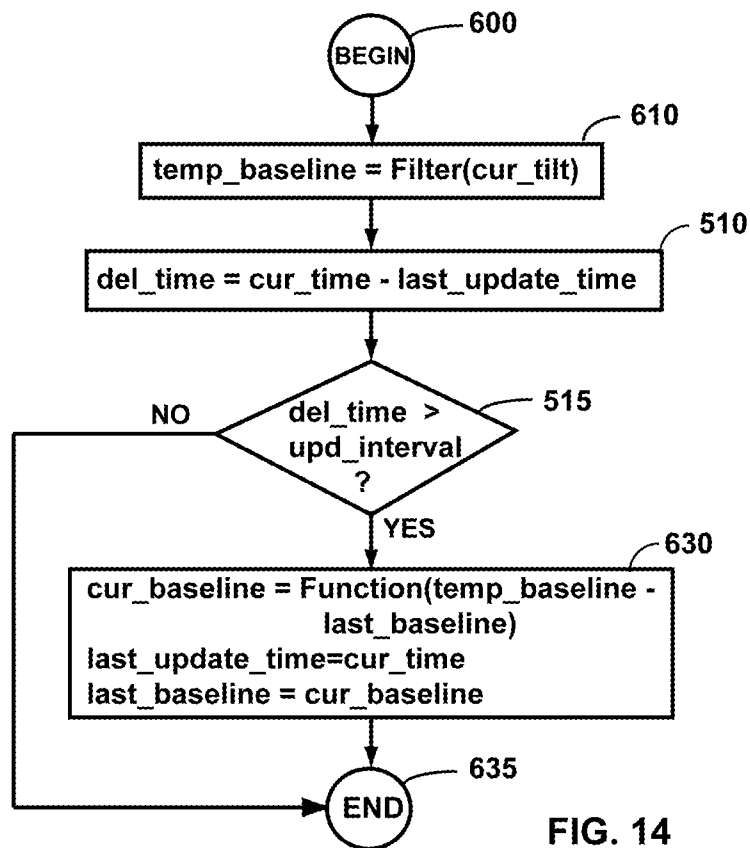 600
BEGIN
610
temp_baseline = Filter(cur_tilt)
510
del_time = cur_time - last_update_time
515
NO
del_time >
upd_interval
?
YES
630
cur_baseline = Function(temp_baseline -
last_baseline)
last_update_time=cur_time
last_baseline = cur_baseline
635
END
FIG. 14